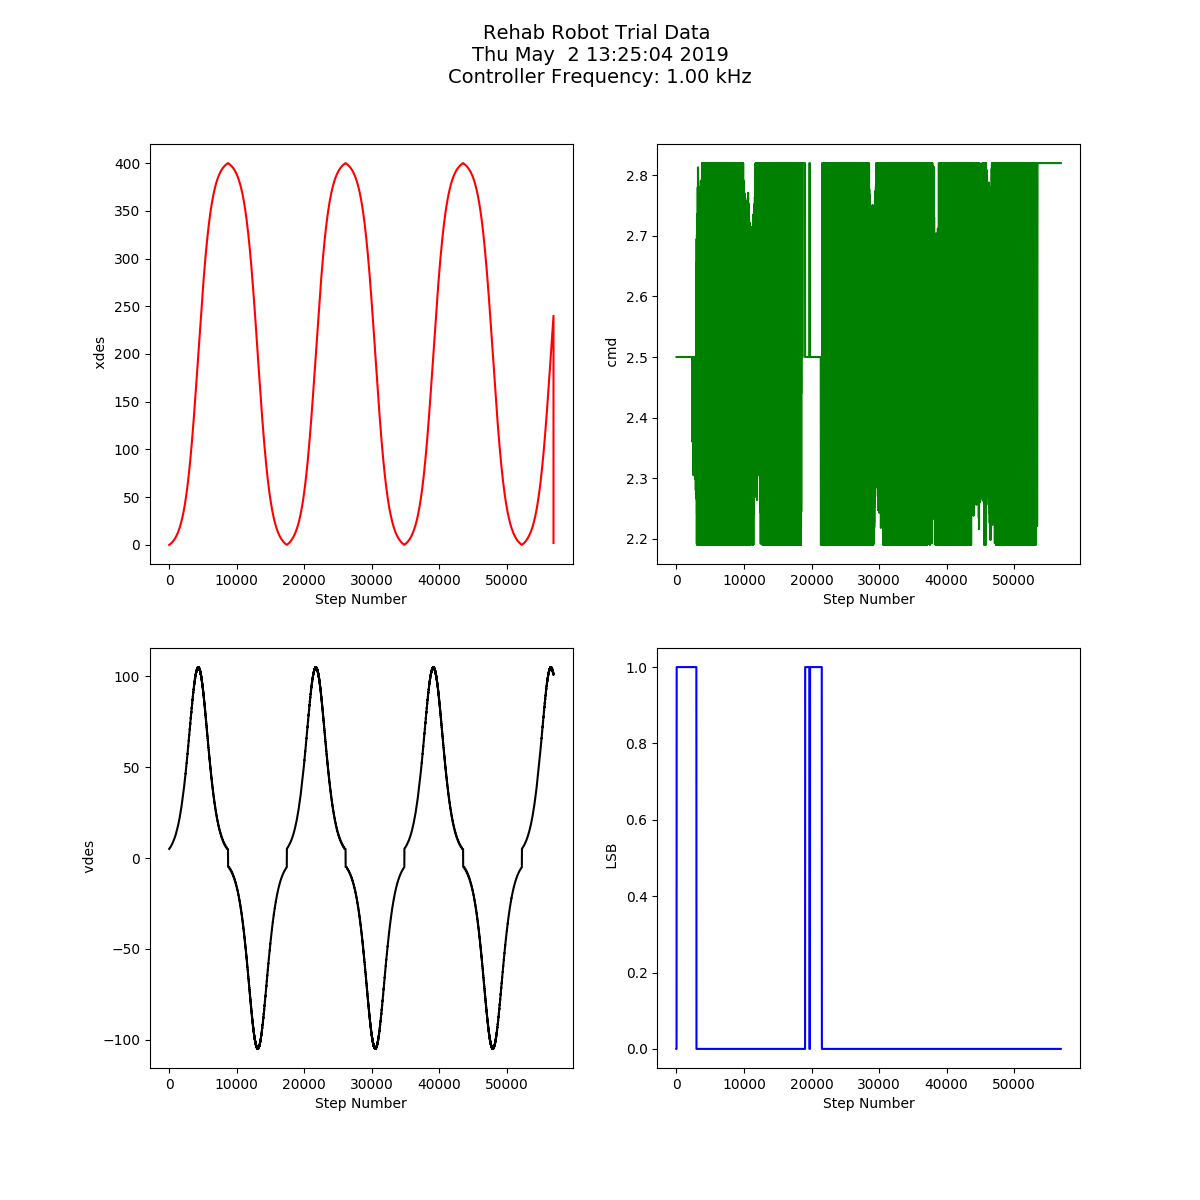 Rehab Robot Trial Data
Thu May  2 13:25:04 2019
Controller Frequency: 1.00 kHz
400
350
300
250
200
150
100
50
0
xdes
0 10000 20000 30000 40000 50000
Step Number
2.8
2.7
2.6
2.5
2.4
2.3
2.2
cmd
0 10000 20000 30000 40000 50000
Step Number
100
50
0
−50
−100
vdes
0 10000 20000 30000 40000 50000
Step Number
1.0
0.8
0.6
0.4
0.2
0.0
LSB
0 10000 20000 30000 40000 50000
Step Number